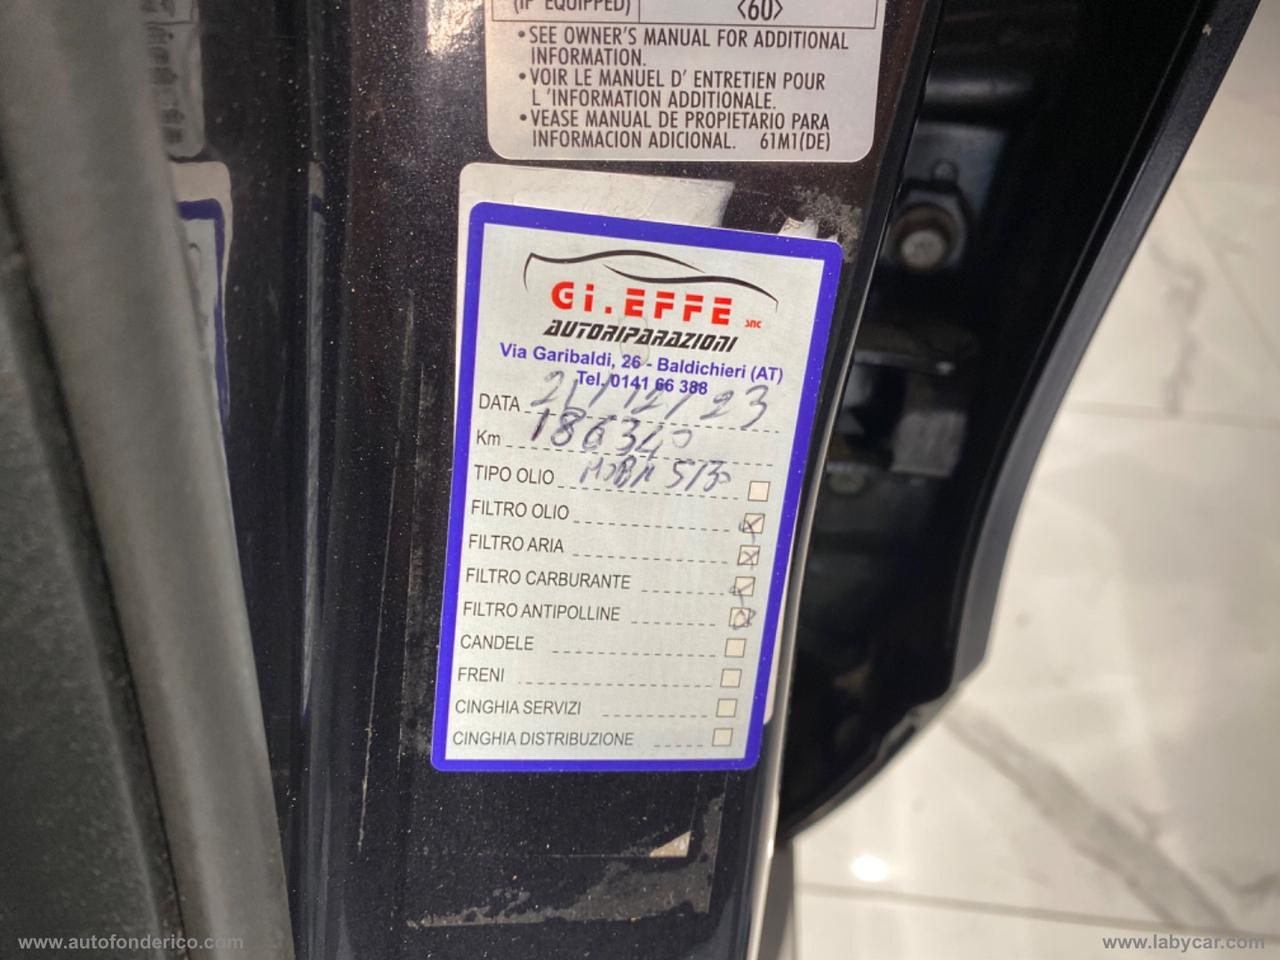 (IF EQUIPPED) <60>
• SEE OWNER'S MANUAL FOR ADDITIONAL
INFORMATION.
• VOIR LE MANUEL D' ENTRETIEN POUR
L 'INFORMATION ADDITIONALE.
• VEASE MANUAL DE PROPIETARIO PARA
INFORMACION ADICIONAL. 61M1(DE)
Gi.EFFE snc
AUTORIPARAZIONI
Via Garibaldi, 26 - Baldichieri (AT)
Tel. 0141 66 388
DATA 21/12/23
Km 186340
TIPO OLIO 5/30
FILTRO OLIO
FILTRO ARIA
FILTRO CARBURANTE
FILTRO ANTIPOLLINE
CANDELE
FRENI
CINGHIA SERVIZI
CINGHIA DISTRIBUZIONE
www.autofonderico.com
www.labycar.com